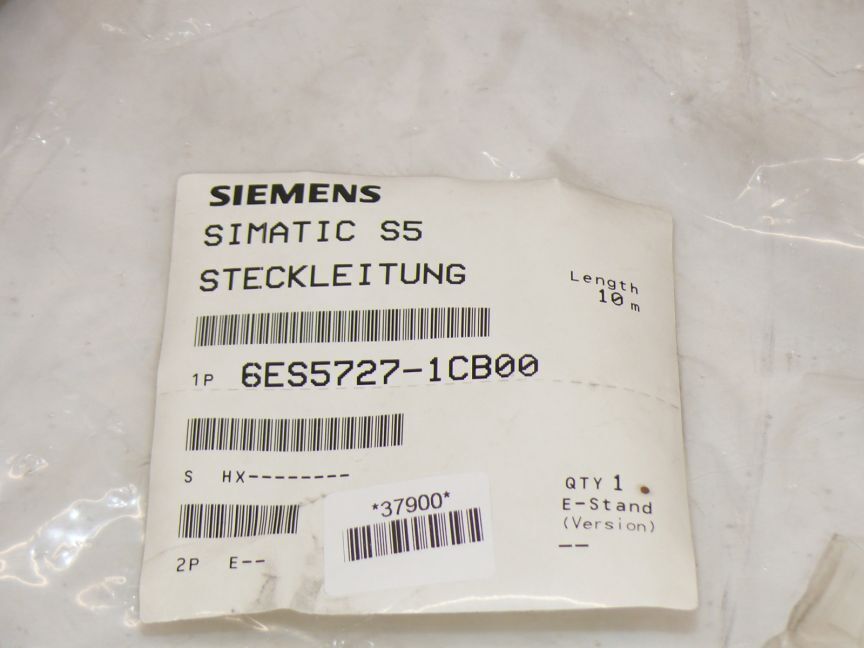 SIEMENS
SIMATIC S5
STECKLEITUNG
Length
10 m
1P 6ES5727-1CB00
S HX--------
QTY 1
E-Stand
(Version)
--
*37900*
2P E--